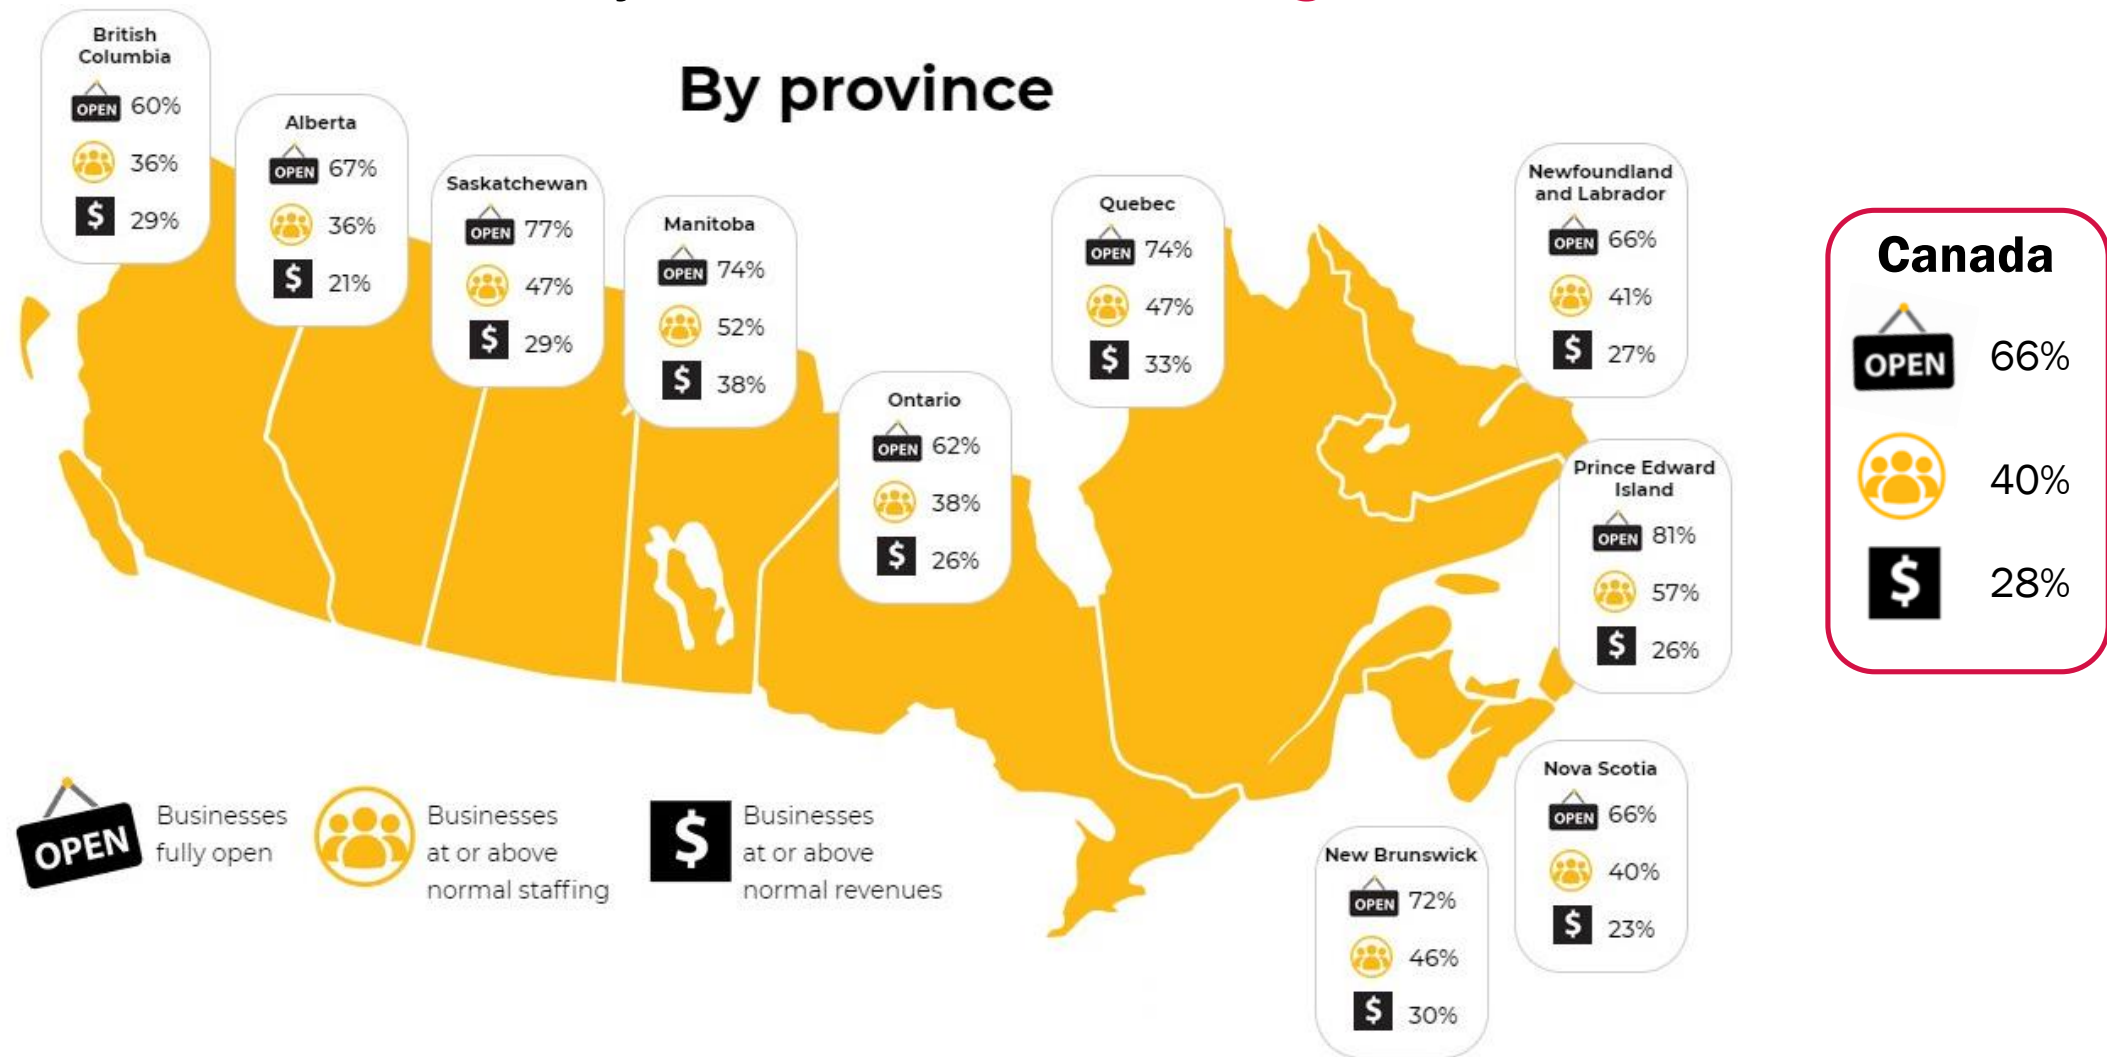 By province
British
Columbia
OPEN 60%
36%
$ 29%
Alberta
OPEN 67%
36%
$ 21%
Saskatchewan
OPEN 77%
47%
$ 29%
Manitoba
OPEN 74%
52%
$ 38%
Ontario
OPEN 62%
38%
$ 26%
Quebec
OPEN 74%
47%
$ 33%
Newfoundland
and Labrador
OPEN 66%
41%
$ 27%
Prince Edward
Island
OPEN 81%
57%
$ 26%
Nova Scotia
OPEN 66%
40%
$ 23%
New Brunswick
OPEN 72%
46%
$ 30%
Canada
OPEN 66%
40%
$ 28%
OPEN
Businesses
fully open
Businesses
at or above
normal staffing
$
Businesses
at or above
normal revenues